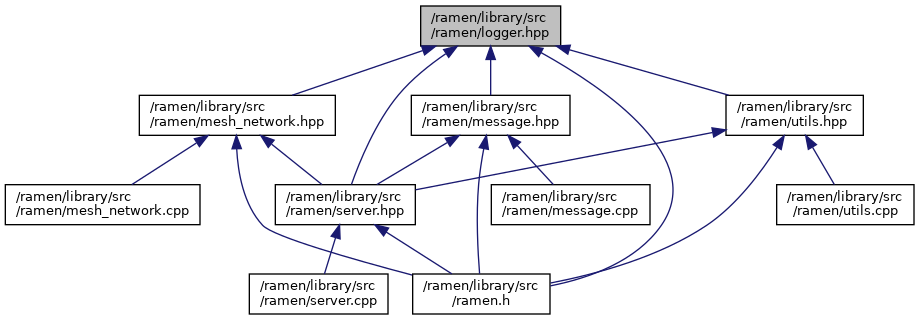 /ramen/library/src
/ramen/logger.hpp
/ramen/library/src
/ramen/mesh_network.hpp
/ramen/library/src
/ramen/message.hpp
/ramen/library/src
/ramen/utils.hpp
/ramen/library/src
/ramen/mesh_network.cpp
/ramen/library/src
/ramen/server.hpp
/ramen/library/src
/ramen/message.cpp
/ramen/library/src
/ramen/utils.cpp
/ramen/library/src
/ramen/server.cpp
/ramen/library/src
/ramen.h